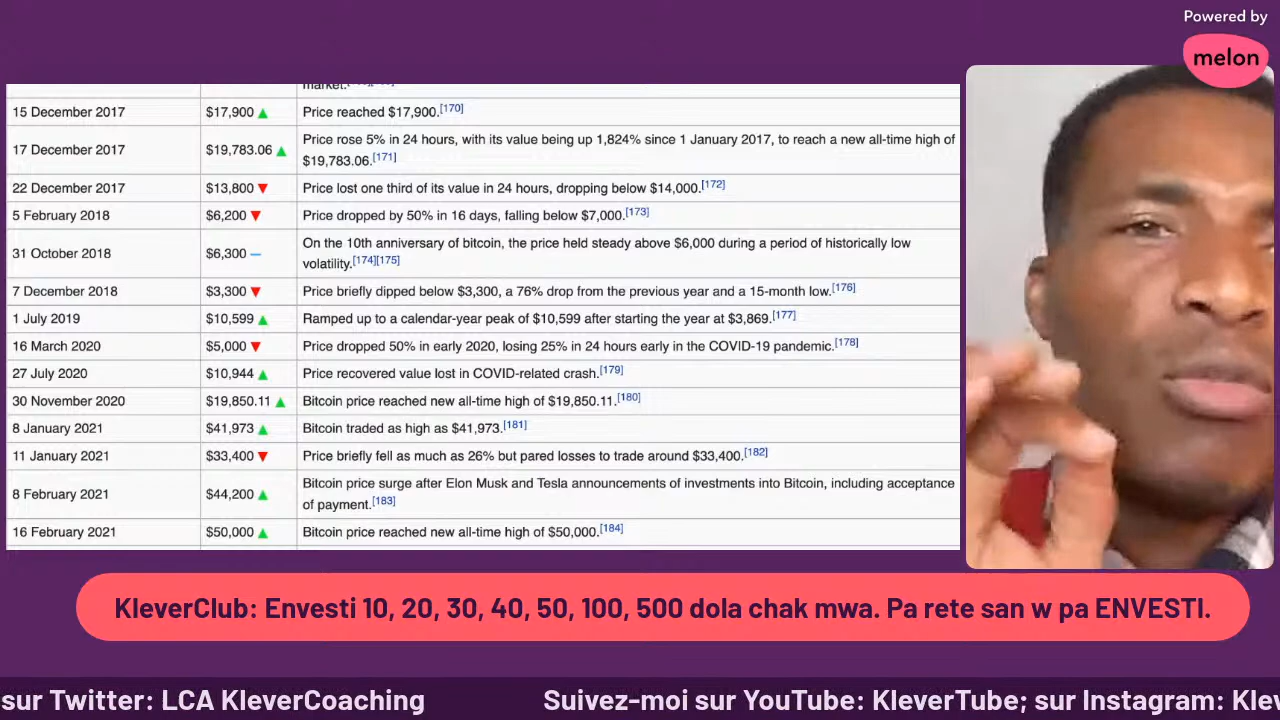 Powered by
melon
market.
15 December 2017 $17,900 ▲ Price reached $17,900.[170]
17 December 2017 $19,783.06 ▲ Price rose 5% in 24 hours, with its value being up 1,824% since 1 January 2017, to reach a new all-time high of
$19,783.06.[171]
22 December 2017 $13,800 ▼ Price lost one third of its value in 24 hours, dropping below $14,000.[172]
5 February 2018 $6,200 ▼ Price dropped by 50% in 16 days, falling below $7,000.[173]
31 October 2018 $6,300 – On the 10th anniversary of bitcoin, the price held steady above $6,000 during a period of historically low
volatility.[174][175]
7 December 2018 $3,300 ▼ Price briefly dipped below $3,300, a 76% drop from the previous year and a 15-month low.[176]
1 July 2019 $10,599 ▲ Ramped up to a calendar-year peak of $10,599 after starting the year at $3,869.[177]
16 March 2020 $5,000 ▼ Price dropped 50% in early 2020, losing 25% in 24 hours early in the COVID-19 pandemic.[178]
27 July 2020 $10,944 ▲ Price recovered value lost in COVID-related crash.[179]
30 November 2020 $19,850.11 ▲ Bitcoin price reached new all-time high of $19,850.11.[180]
8 January 2021 $41,973 ▲ Bitcoin traded as high as $41,973.[181]
11 January 2021 $33,400 ▼ Price briefly fell as much as 26% but pared losses to trade around $33,400.[182]
8 February 2021 $44,200 ▲ Bitcoin price surge after Elon Musk and Tesla announcements of investments into Bitcoin, including acceptance
of payment.[183]
16 February 2021 $50,000 ▲ Bitcoin price reached new all-time high of $50,000.[184]
KleverClub: Envesti 10, 20, 30, 40, 50, 100, 500 dola chak mwa. Pa rete san w pa ENVESTI.
sur Twitter: LCA KleverCoaching Suivez-moi sur YouTube: KleverTube; sur Instagram: Klev